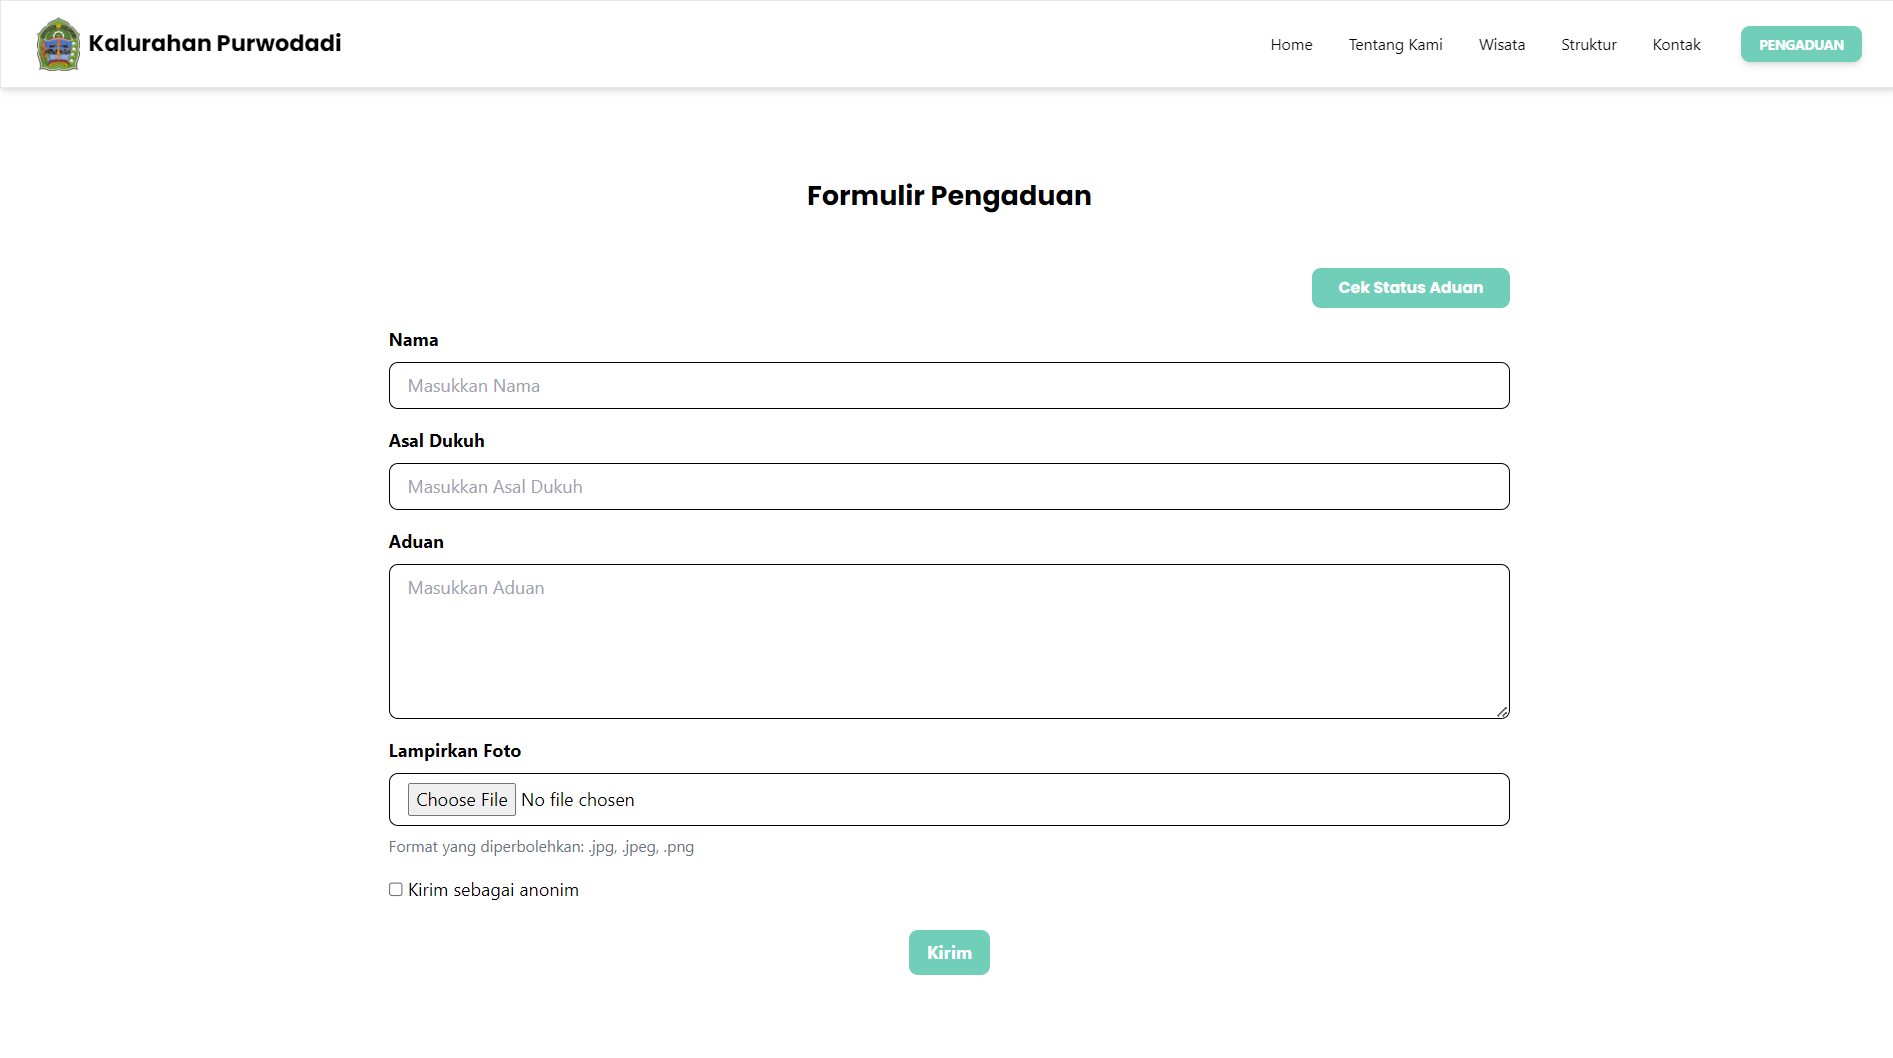 Kalurahan Purwodadi
Home
Tentang Kami
Wisata
Struktur
Kontak
PENGADUAN
Formulir Pengaduan
Cek Status Aduan
Nama
Masukkan Nama
Asal Dukuh
Masukkan Asal Dukuh
Aduan
Masukkan Aduan
Lampirkan Foto
Choose File No file chosen
Format yang diperbolehkan: .jpg, .jpeg, .png
Kirim sebagai anonim
Kirim